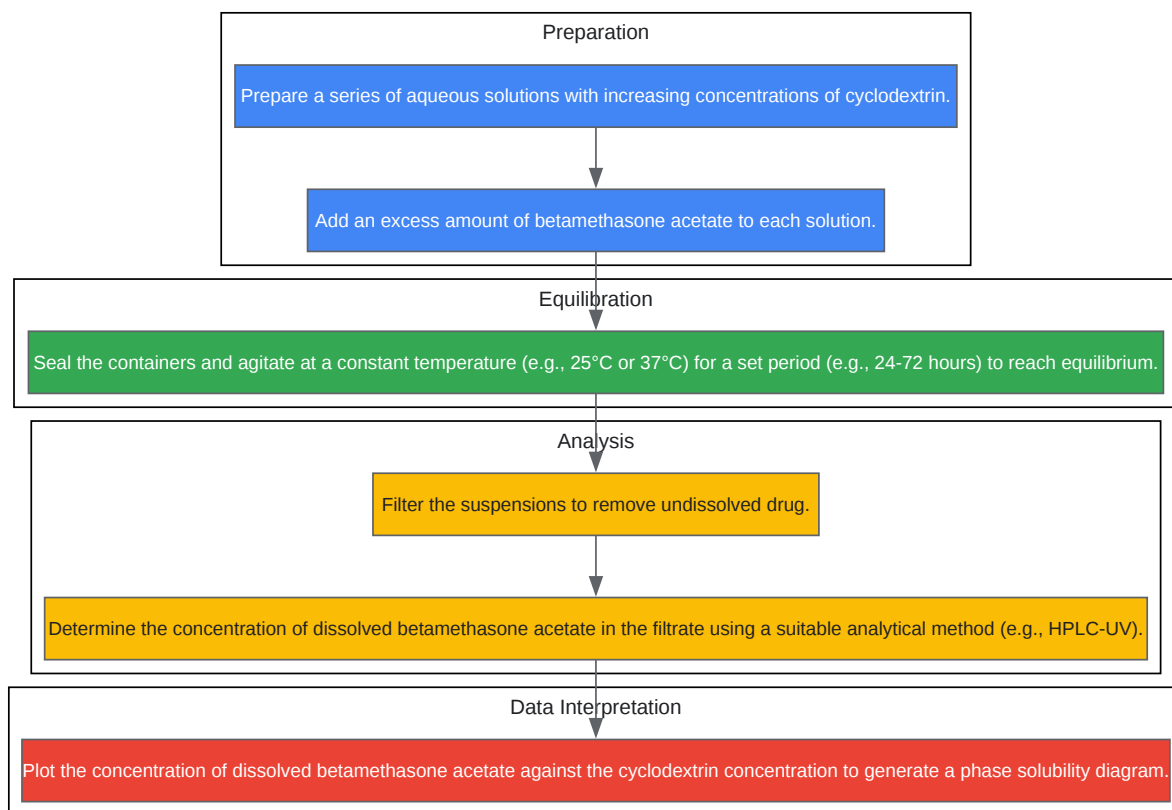 Preparation
Prepare a series of aqueous solutions with increasing concentrations of cyclodextrin.
Add an excess amount of betamethasone acetate to each solution.
Equilibration
Seal the containers and agitate at a constant temperature (e.g., 25°C or 37°C) for a set period (e.g., 24-72 hours) to reach equilibrium.
Analysis
Filter the suspensions to remove undissolved drug.
Determine the concentration of dissolved betamethasone acetate in the filtrate using a suitable analytical method (e.g., HPLC-UV).
Data Interpretation
Plot the concentration of dissolved betamethasone acetate against the cyclodextrin concentration to generate a phase solubility diagram.